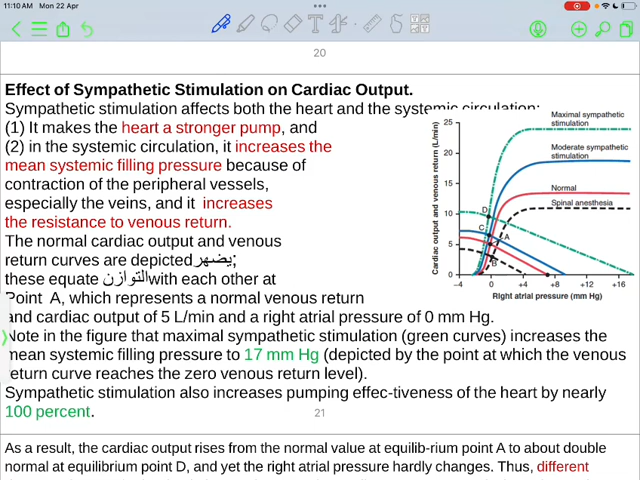 11:10 AM Mon 22 Apr
20
Effect of Sympathetic Stimulation on Cardiac Output.
Sympathetic stimulation affects both the heart and the systemic circulation:
(1) It makes the heart a stronger pump, and
(2) in the systemic circulation, it increases the
mean systemic filling pressure because of
contraction of the peripheral vessels,
especially the veins, and it increases
the resistance to venous return.
The normal cardiac output and venous
return curves are depicted يضهر;
these equate التوازن with each other at
Point A, which represents a normal venous return
and cardiac output of 5 L/min and a right atrial pressure of 0 mm Hg.
Note in the figure that maximal sympathetic stimulation (green curves) increases the
mean systemic filling pressure to 17 mm Hg (depicted by the point at which the venous
return curve reaches the zero venous return level).
Sympathetic stimulation also increases pumping effec-tiveness of the heart by nearly
100 percent.
Maximal sympathetic
stimulation
Moderate sympathetic
stimulation
Normal
Spinal anesthesia
Cardiac output and venous return (L/min)
25
20
15
10
5
0
D
C
A
B
−4
0
+4
+8
+12
+16
Right atrial pressure (mm Hg)
21
As a result, the cardiac output rises from the normal value at equilib-rium point A to about double
normal at equilibrium point D, and yet the right atrial pressure hardly changes. Thus, different